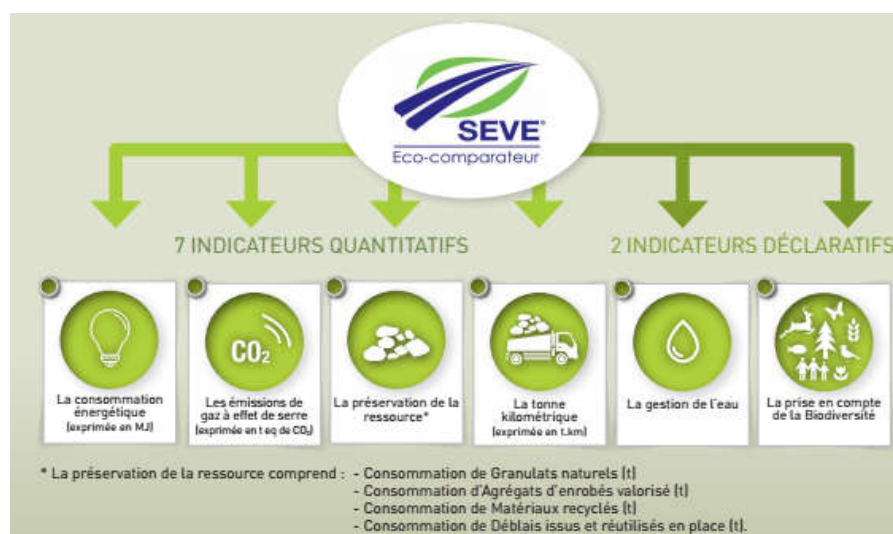 SEVE®
Eco-comparateur
7 INDICATEURS QUANTITATIFS
2 INDICATEURS DÉCLARATIFS
La consommation
énergétique
(exprimée en MJ)
CO2
Les émissions de
gaz à effet de serre
(exprimée en t eq de CO2)
La préservation de la
ressource*
La tonne
kilométrique
(exprimée en t.km)
La gestion de l'eau
La prise en compte
de la Biodiversité
* La préservation de la ressource comprend : - Consommation de Granulats naturels (t)
- Consommation d'Agrégats d'enrobés valorisé (t)
- Consommation de Matériaux recyclés (t)
- Consommation de Déblais issus et réutilisés en place (t).